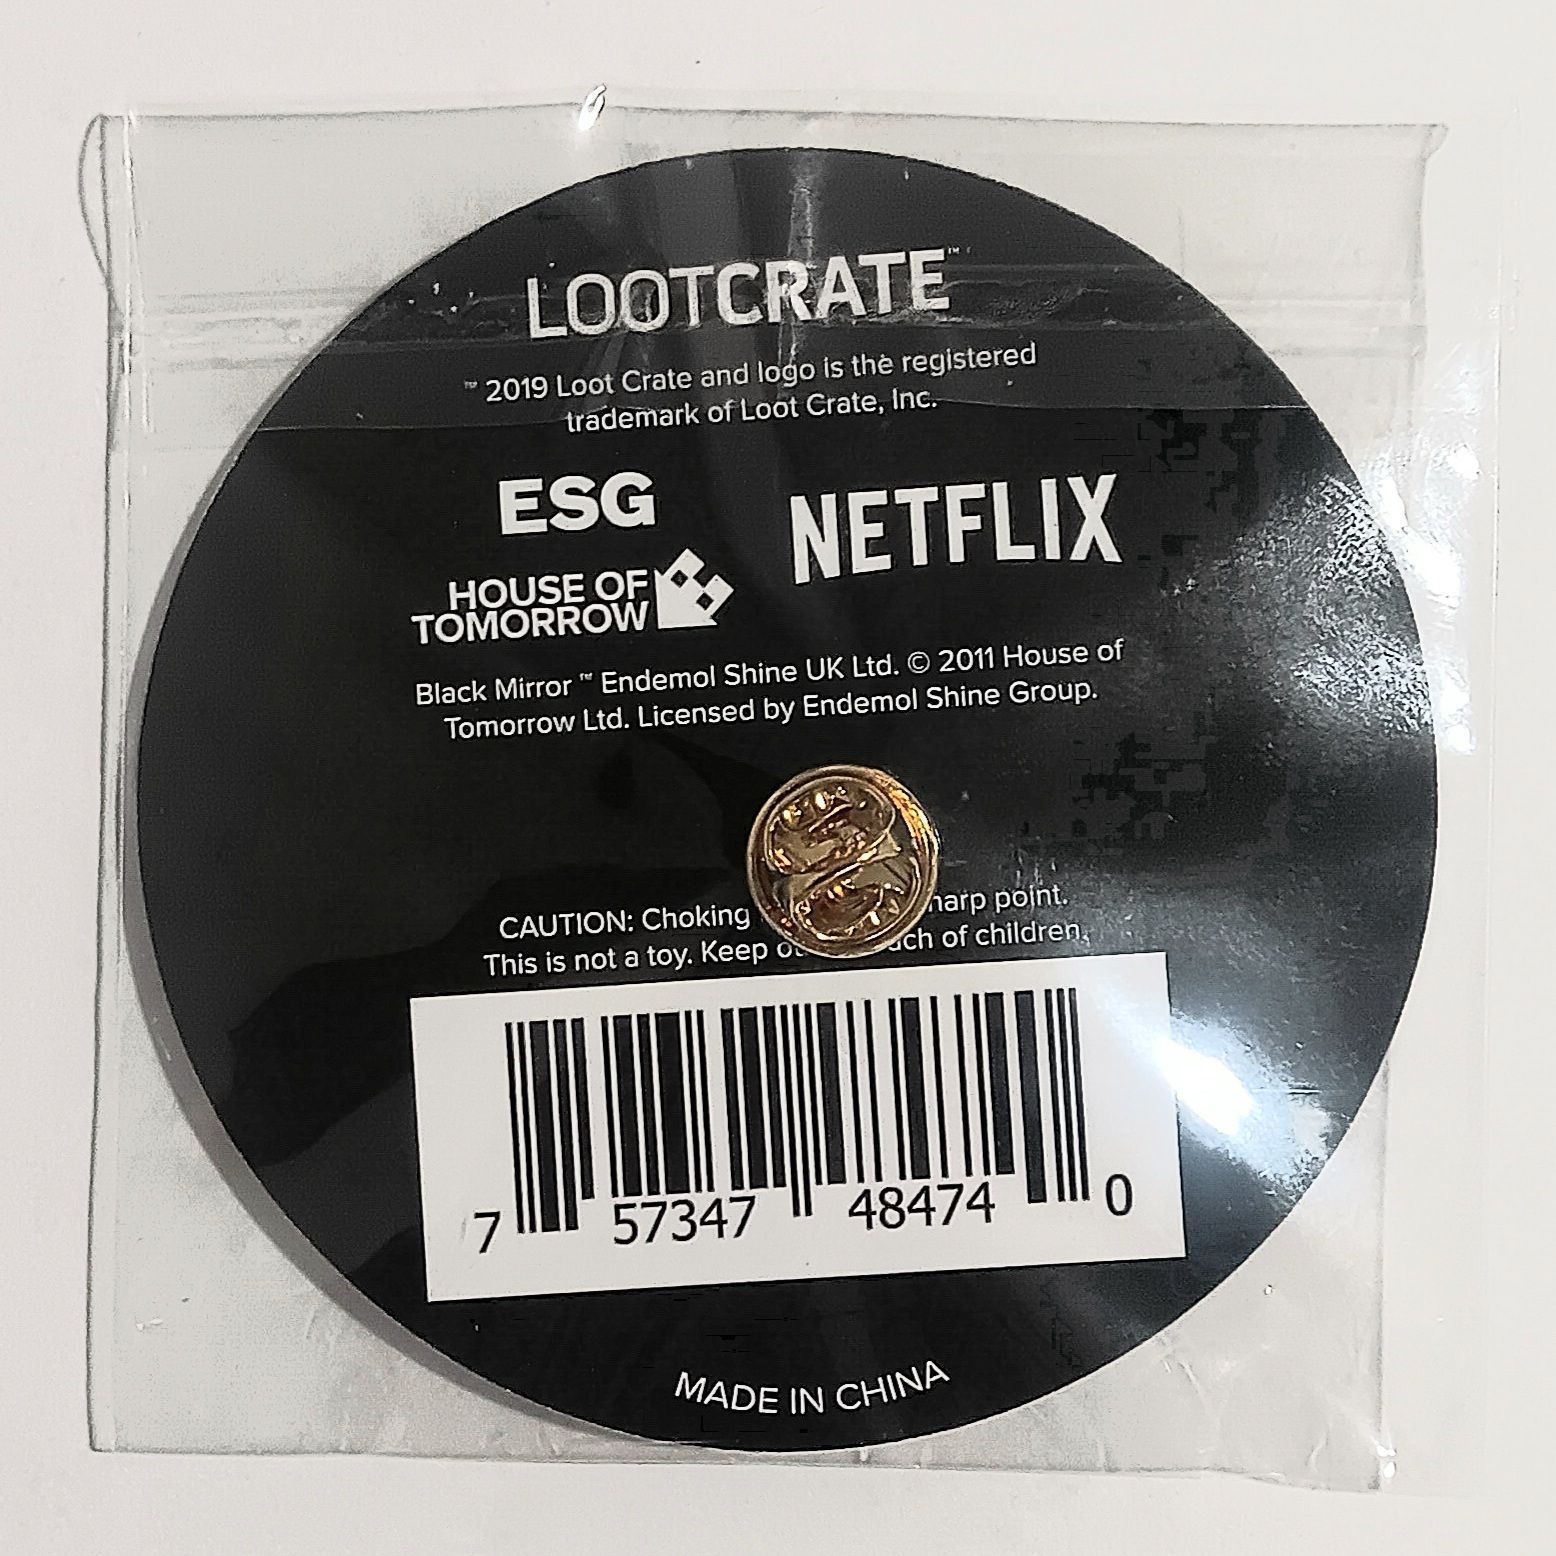 LOOTCRATE™
™ 2019 Loot Crate and logo is the registered
trademark of Loot Crate, Inc.
ESG
NETFLIX
HOUSE OF
TOMORROW
Black Mirror ™ Endemol Shine UK Ltd. © 2011 House of
Tomorrow Ltd. Licensed by Endemol Shine Group.
CAUTION: Choking point.
This is not a toy. Keep of children.
7 57347 48474 0
MADE IN CHINA